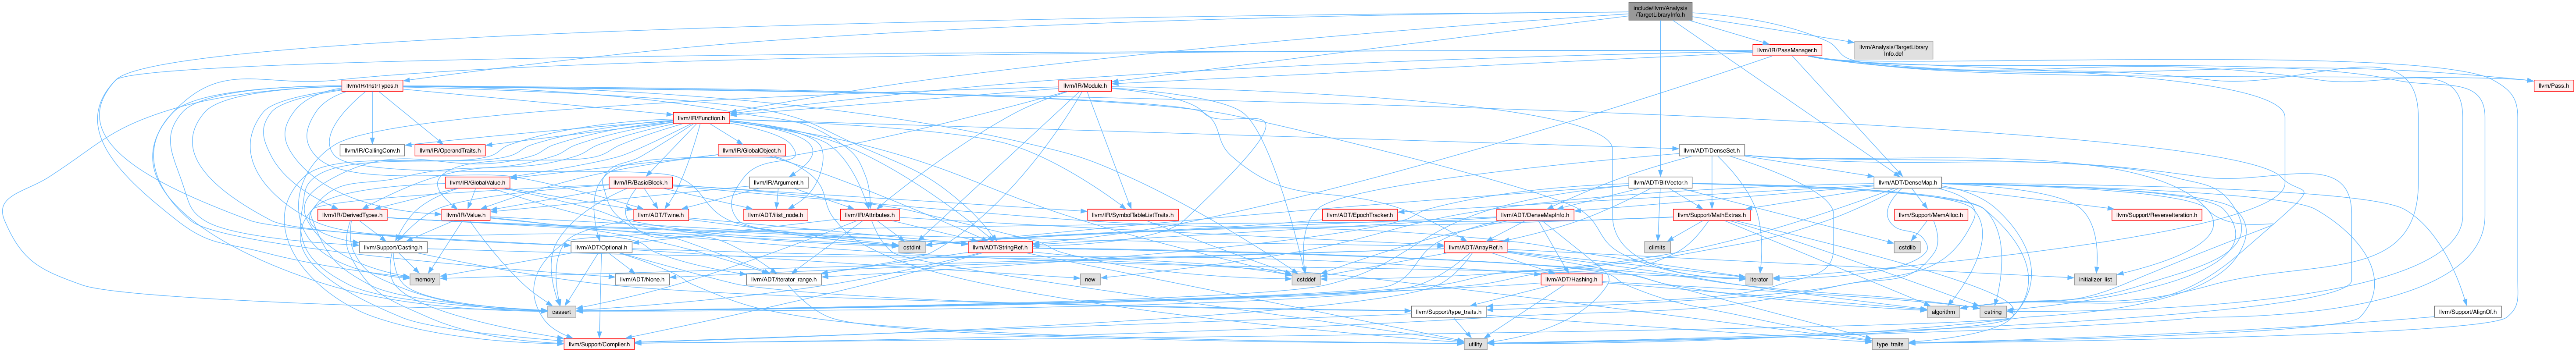 include/llvm/Analysis
/TargetLibraryInfo.h
llvm/IR/PassManager.h
llvm/Analysis/TargetLibrary
Info.def
llvm/IR/InstrTypes.h
llvm/IR/Module.h
llvm/Pass.h
llvm/IR/Function.h
llvm/IR/CallingConv.h
llvm/IR/OperandTraits.h
llvm/IR/GlobalObject.h
llvm/ADT/DenseSet.h
llvm/IR/GlobalValue.h
llvm/IR/BasicBlock.h
llvm/IR/Argument.h
llvm/ADT/BitVector.h
llvm/ADT/DenseMap.h
llvm/IR/DerivedTypes.h
llvm/IR/Value.h
llvm/ADT/Twine.h
llvm/ADT/ilist_node.h
llvm/IR/Attributes.h
llvm/IR/SymbolTableListTraits.h
llvm/ADT/EpochTracker.h
llvm/ADT/DenseMapInfo.h
llvm/Support/MathExtras.h
llvm/Support/MemAlloc.h
llvm/Support/ReverseIteration.h
llvm/Support/Casting.h
llvm/ADT/Optional.h
cstdint
llvm/ADT/StringRef.h
llvm/ADT/ArrayRef.h
climits
cstdlib
memory
llvm/ADT/None.h
llvm/ADT/iterator_range.h
new
cstddef
llvm/ADT/Hashing.h
iterator
initializer_list
cassert
llvm/Support/type_traits.h
algorithm
cstring
llvm/Support/AlignOf.h
llvm/Support/Compiler.h
utility
type_traits